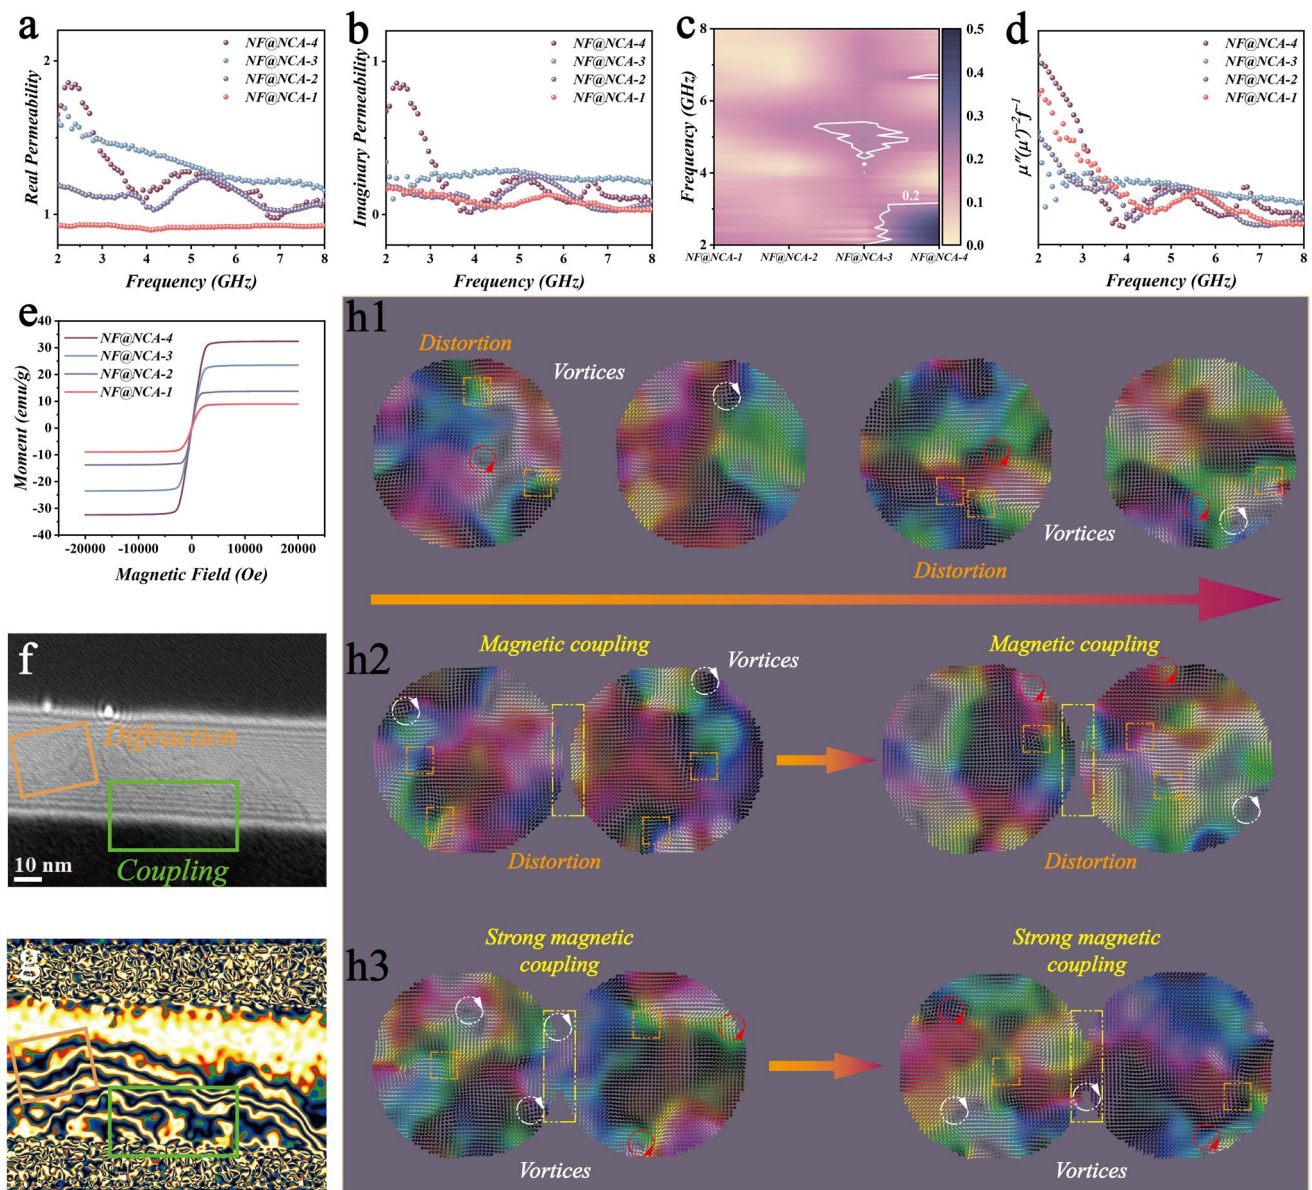 a
2
1
Real Permeability
NF@NCA-4
NF@NCA-3
NF@NCA-2
NF@NCA-1
2 3 4 5 6 7 8
Frequency (GHz)
b
1
0
Imaginary Permeability
NF@NCA-4
NF@NCA-3
NF@NCA-2
NF@NCA-1
2 3 4 5 6 7 8
Frequency (GHz)
c
8
6
4
2
Frequency (GHz)
0.2
NF@NCA-1 NF@NCA-2 NF@NCA-3 NF@NCA-4
0.5
0.4
0.3
0.2
0.1
0.0
d
μ″(μ′)⁻²f⁻¹
NF@NCA-4
NF@NCA-3
NF@NCA-2
NF@NCA-1
2 3 4 5 6 7 8
Frequency (GHz)
e
40
30
20
10
0
-10
-20
-30
-40
Moment (emu/g)
NF@NCA-4
NF@NCA-3
NF@NCA-2
NF@NCA-1
-20000 -10000 0 10000 20000
Magnetic Field (Oe)
f
Diffraction
Coupling
10 nm
g
h1
Distortion
Vortices
Vortices
Distortion
h2
Magnetic coupling
Vortices
Magnetic coupling
Distortion
Distortion
h3
Strong magnetic
coupling
Strong magnetic
coupling
Vortices
Vortices